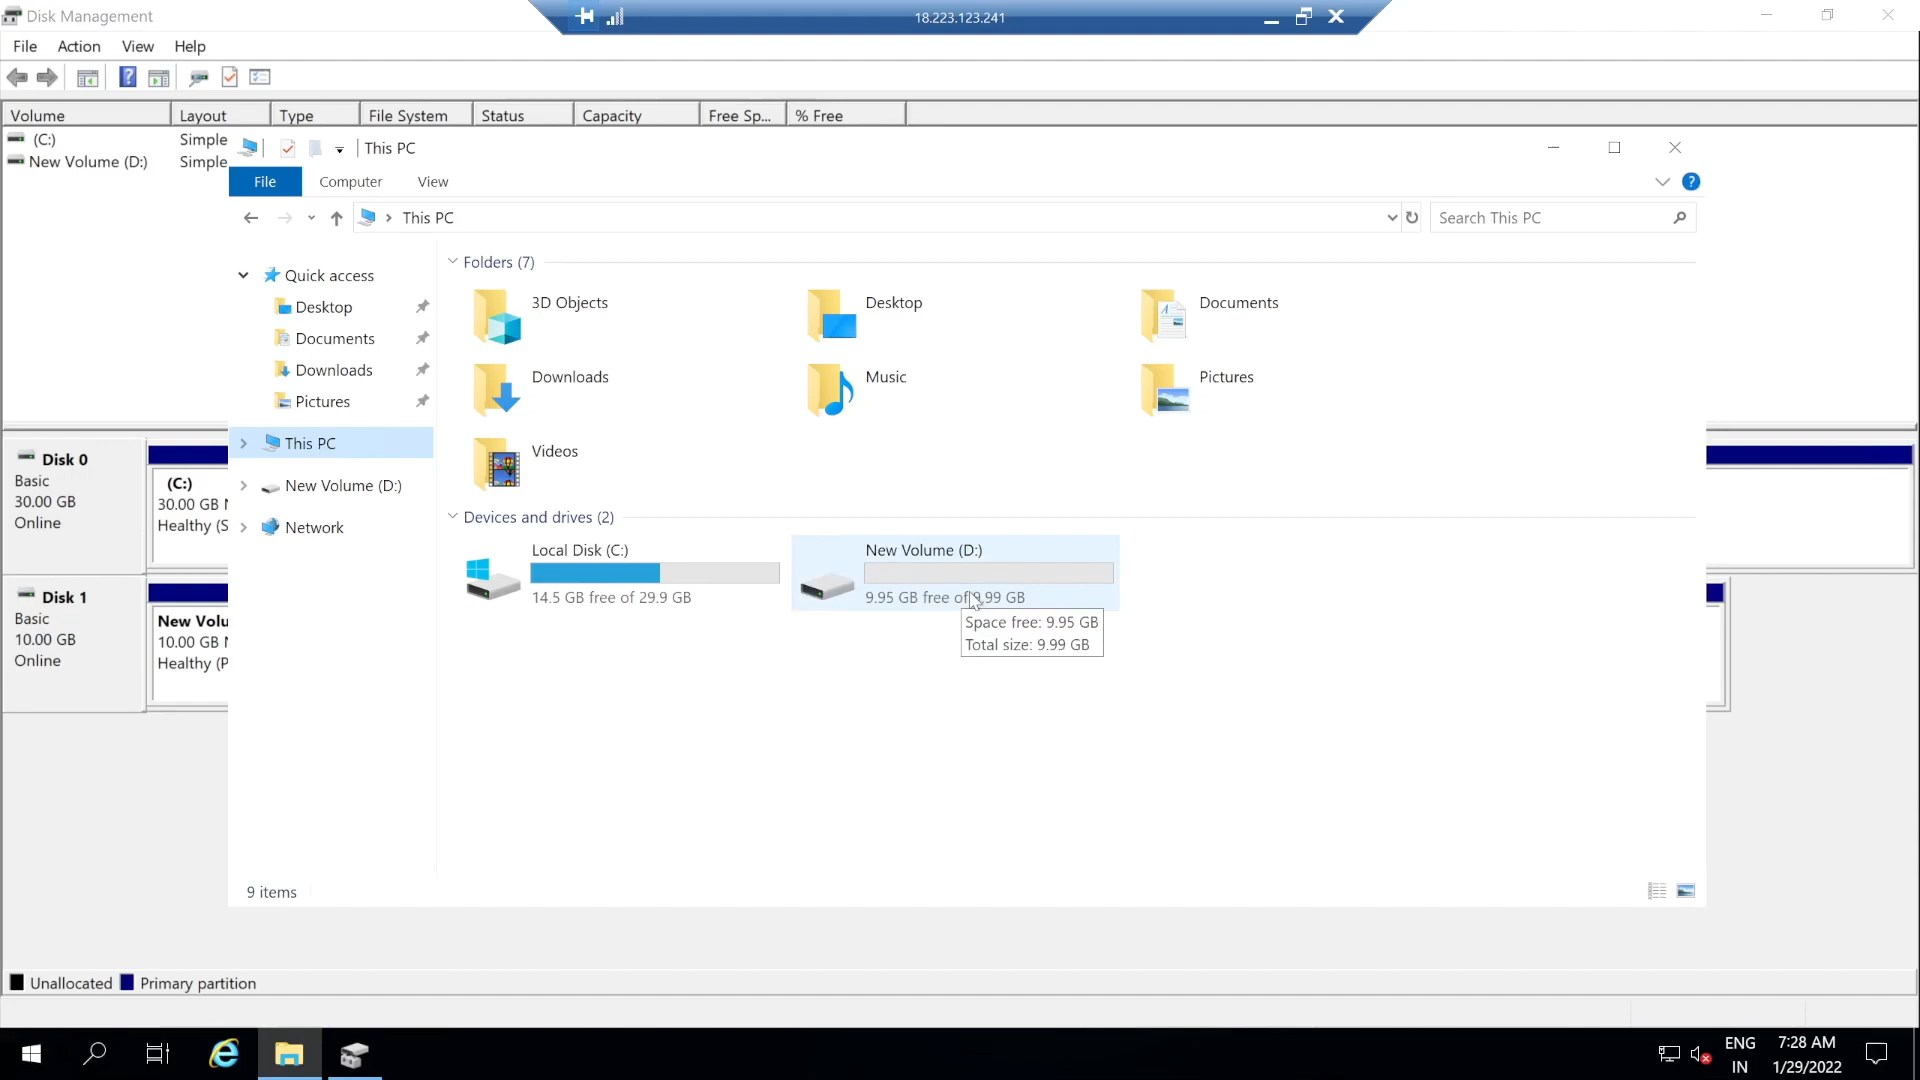 Disk Management
18.223.123.241
File Action View Help
Volume Layout Type File System Status Capacity Free Sp... % Free
(C:) Simple
New Volume (D:) Simple
This PC
File Computer View
This PC
Search This PC
Quick access
Desktop
Documents
Downloads
Pictures
This PC
New Volume (D:)
Network
Folders (7)
3D Objects
Desktop
Documents
Downloads
Music
Pictures
Videos
Devices and drives (2)
Local Disk (C:)
14.5 GB free of 29.9 GB
New Volume (D:)
9.95 GB free of 9.99 GB
Space free: 9.95 GB
Total size: 9.99 GB
9 items
Disk 0
Basic
30.00 GB
Online
(C:)
30.00 GB
Healthy (S
Disk 1
Basic
10.00 GB
Online
New Volu
10.00 GB
Healthy (P
Unallocated Primary partition
ENG
IN
7:28 AM
1/29/2022